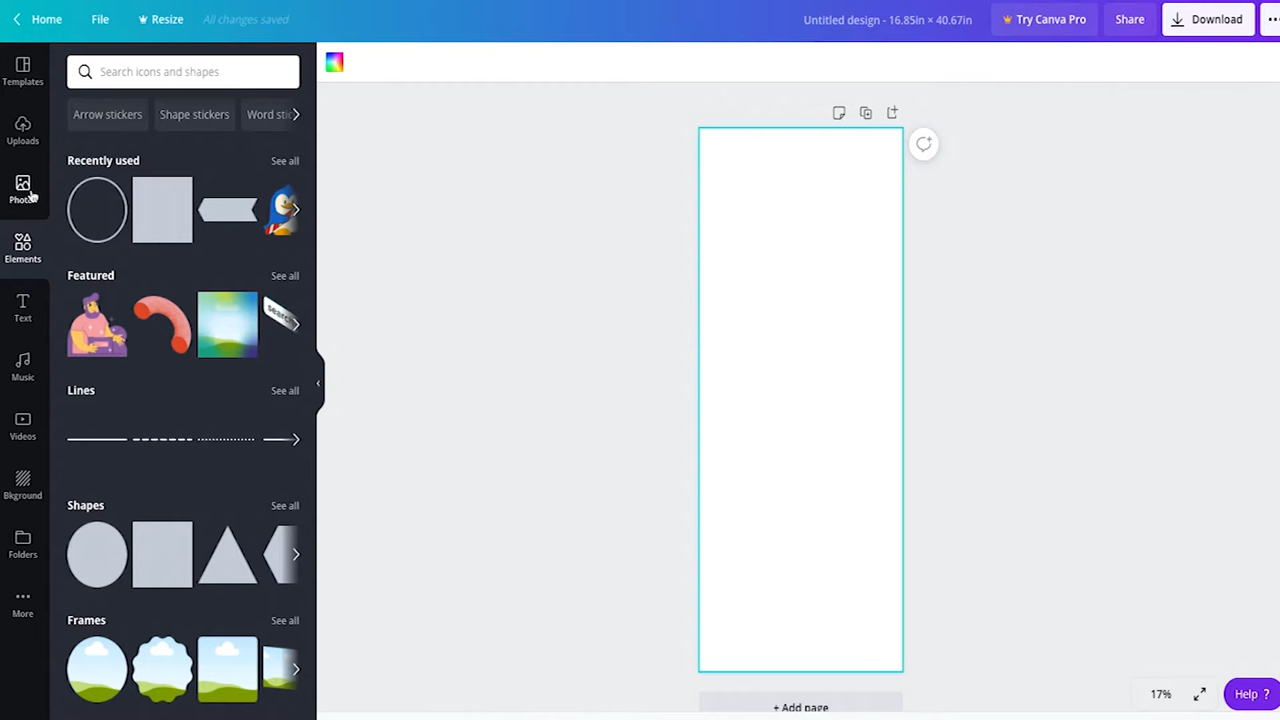 Home File Resize All changes saved Untitled design - 16.85in × 40.67in Try Canva Pro Share Download
Search icons and shapes
Templates
Arrow stickers Shape stickers Word
Uploads
Recently used See all
Elements
Featured See all
Text
Music
Lines See all
Videos
Bkground
Shapes See all
Folders
More
Frames See all
17% Help ?
+ Add page